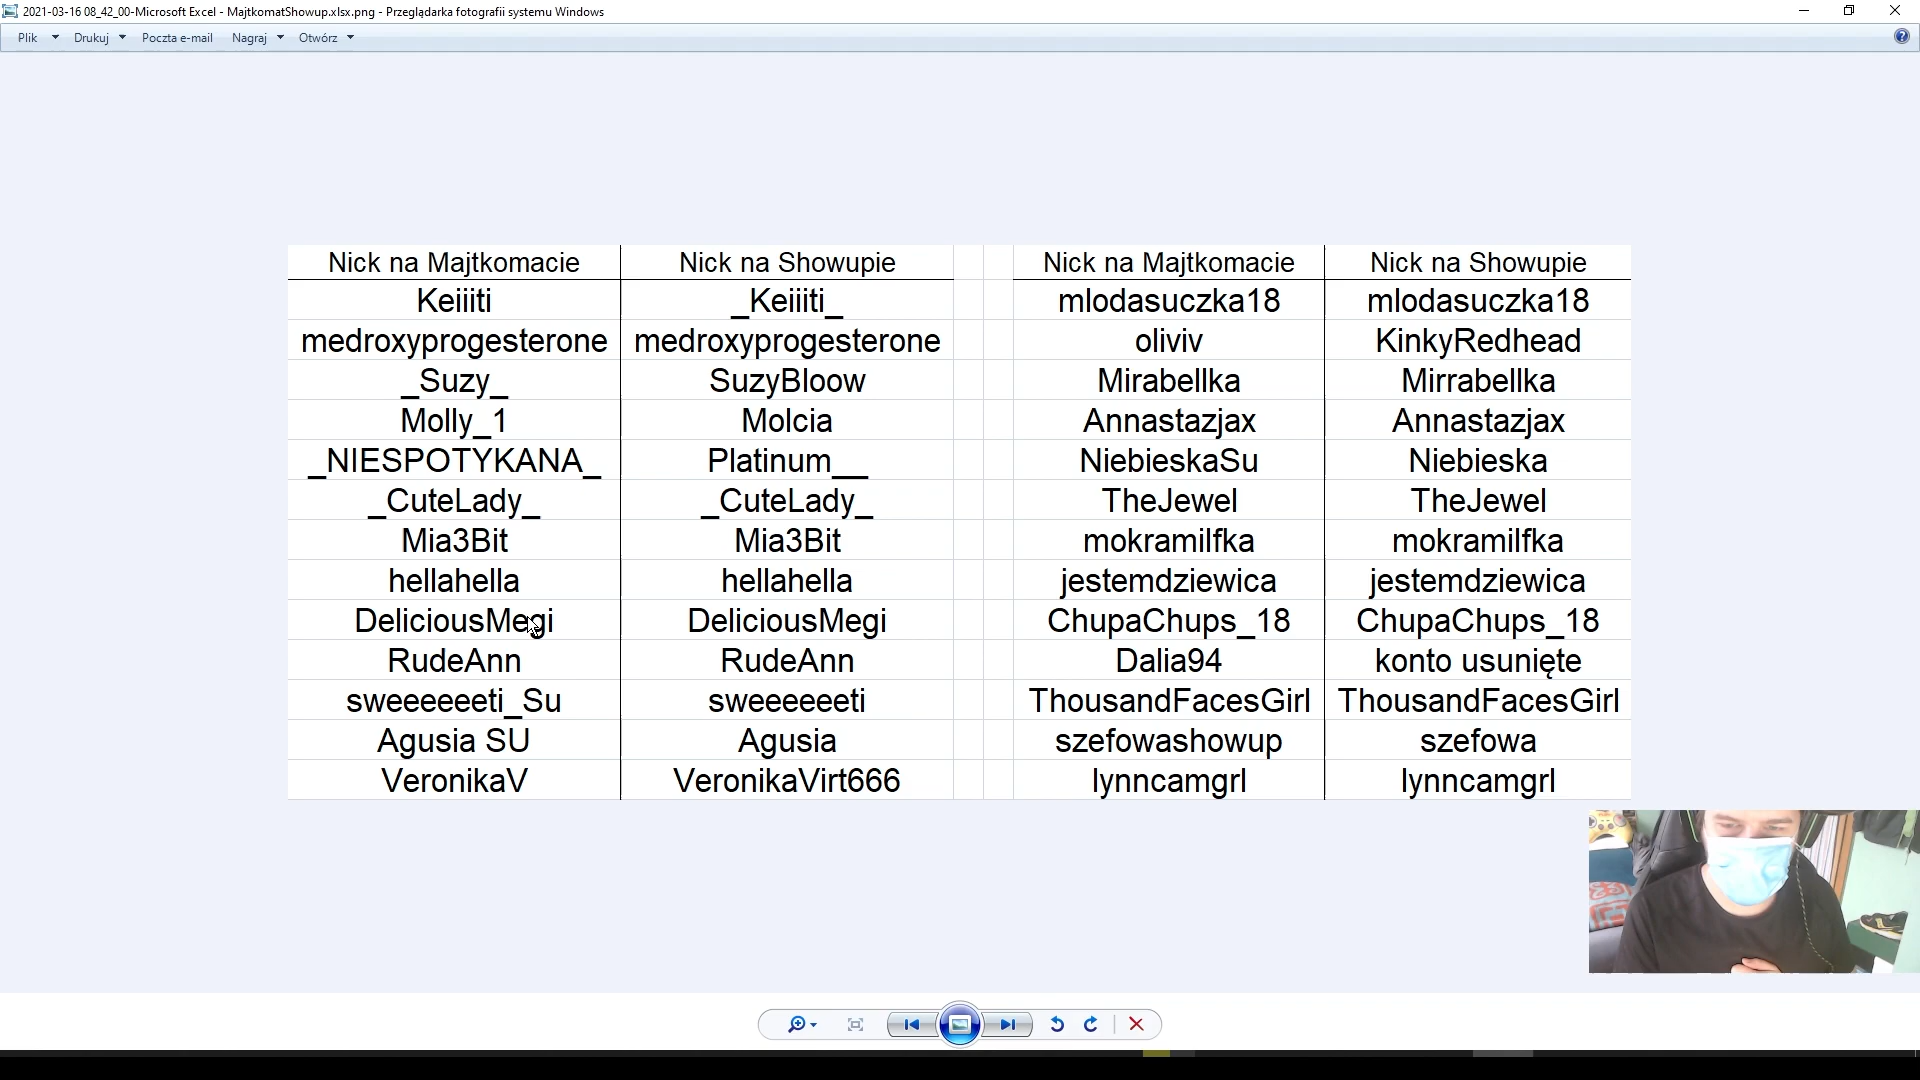 2021-03-16 08_42_00-Microsoft Excel - MajtkomatShowup.xlsx.png - Przeglądarka fotografii systemu Windows
Plik Drukuj Poczta e-mail Nagraj Otwórz
Nick na Majtkomacie Nick na Showupie Nick na Majtkomacie Nick na Showupie
Keiiiti _Keiiiti_ mlodasuczka18 mlodasuczka18
medroxyprogesterone medroxyprogesterone oliviv KinkyRedhead
_Suzy_ SuzyBloow Mirabellka Mirrabellka
Molly_1 Molcia Annastazjax Annastazjax
_NIESPOTYKANA_ Platinum__ NiebieskaSu Niebieska
_CuteLady_ _CuteLady_ TheJewel TheJewel
Mia3Bit Mia3Bit mokramilfka mokramilfka
hellahella hellahella jestemdziewica jestemdziewica
DeliciousMegi DeliciousMegi ChupaChups_18 ChupaChups_18
RudeAnn RudeAnn Dalia94 konto usunięte
sweeeeeeti_Su sweeeeeeti ThousandFacesGirl ThousandFacesGirl
Agusia SU Agusia szefowashowup szefowa
VeronikaV VeronikaVirt666 lynncamgrl lynncamgrl